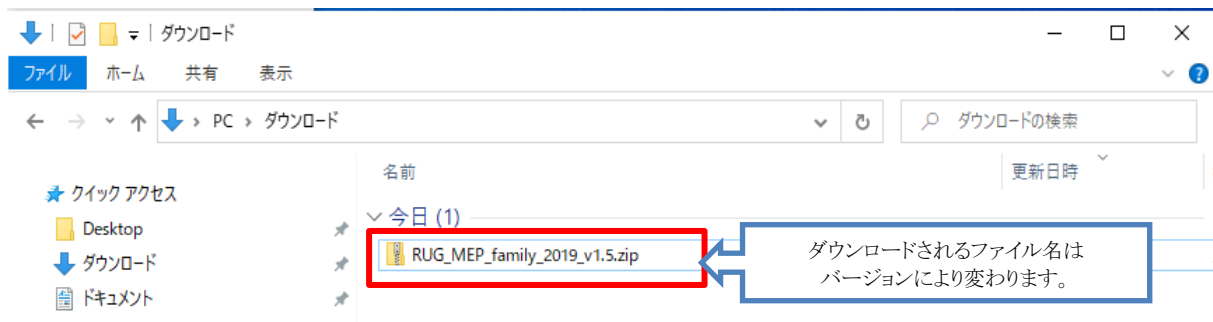 ダウンロード
ファイル ホーム 共有 表示
PC › ダウンロード ダウンロードの検索
名前 更新日時
クイック アクセス
今日 (1)
Desktop
RUG_MEP_family_2019_v1.5.zip
ダウンロードされるファイル名は
バージョンにより変わります。
ダウンロード
ドキュメント